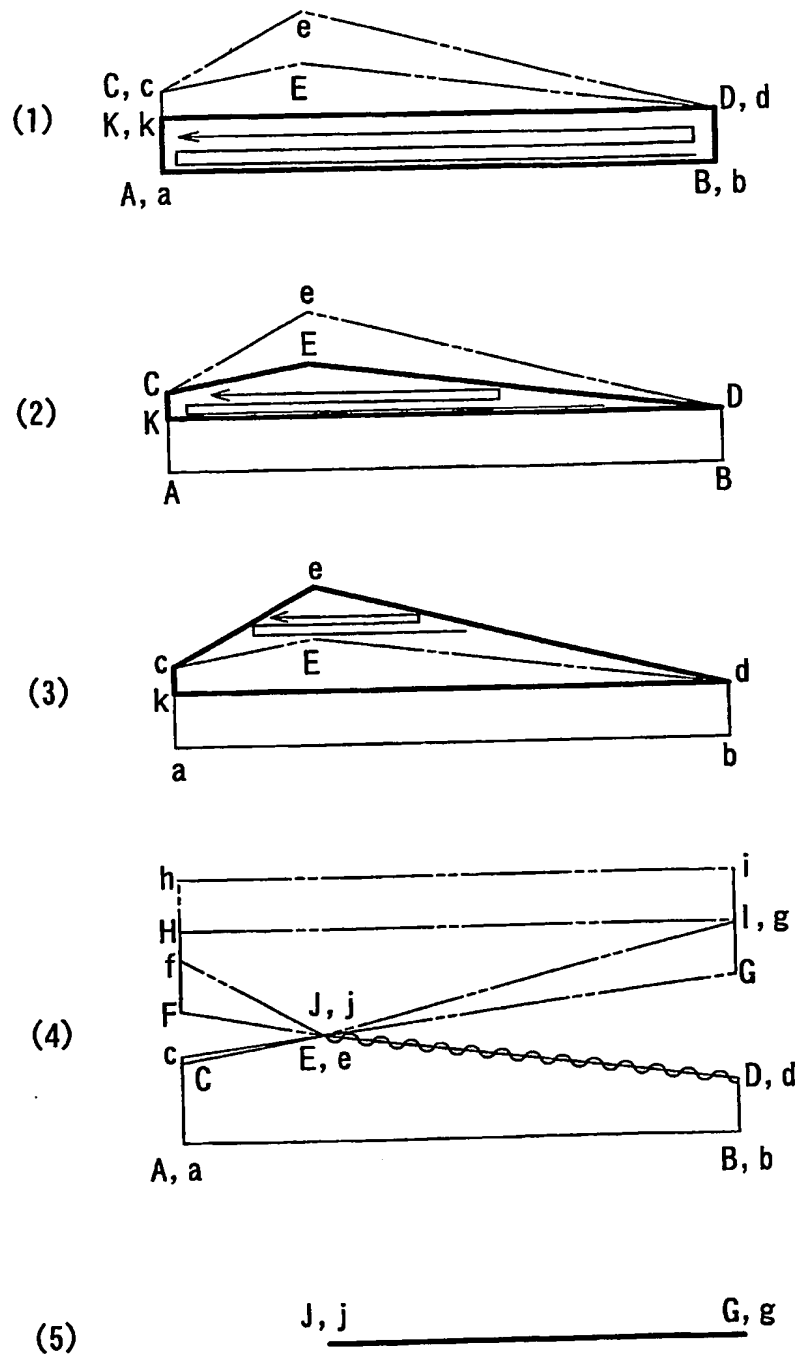 e
C, c
E
D, d
(1)
K, k
A, a
B, b
e
E
C
D
(2)
K
A
B
e
c
E
d
(3)
k
a
b
h
i
H
I, g
f
G
F
J, j
(4)
c
E, e
C
D, d
A, a
B, b
J, j
G, g
(5)